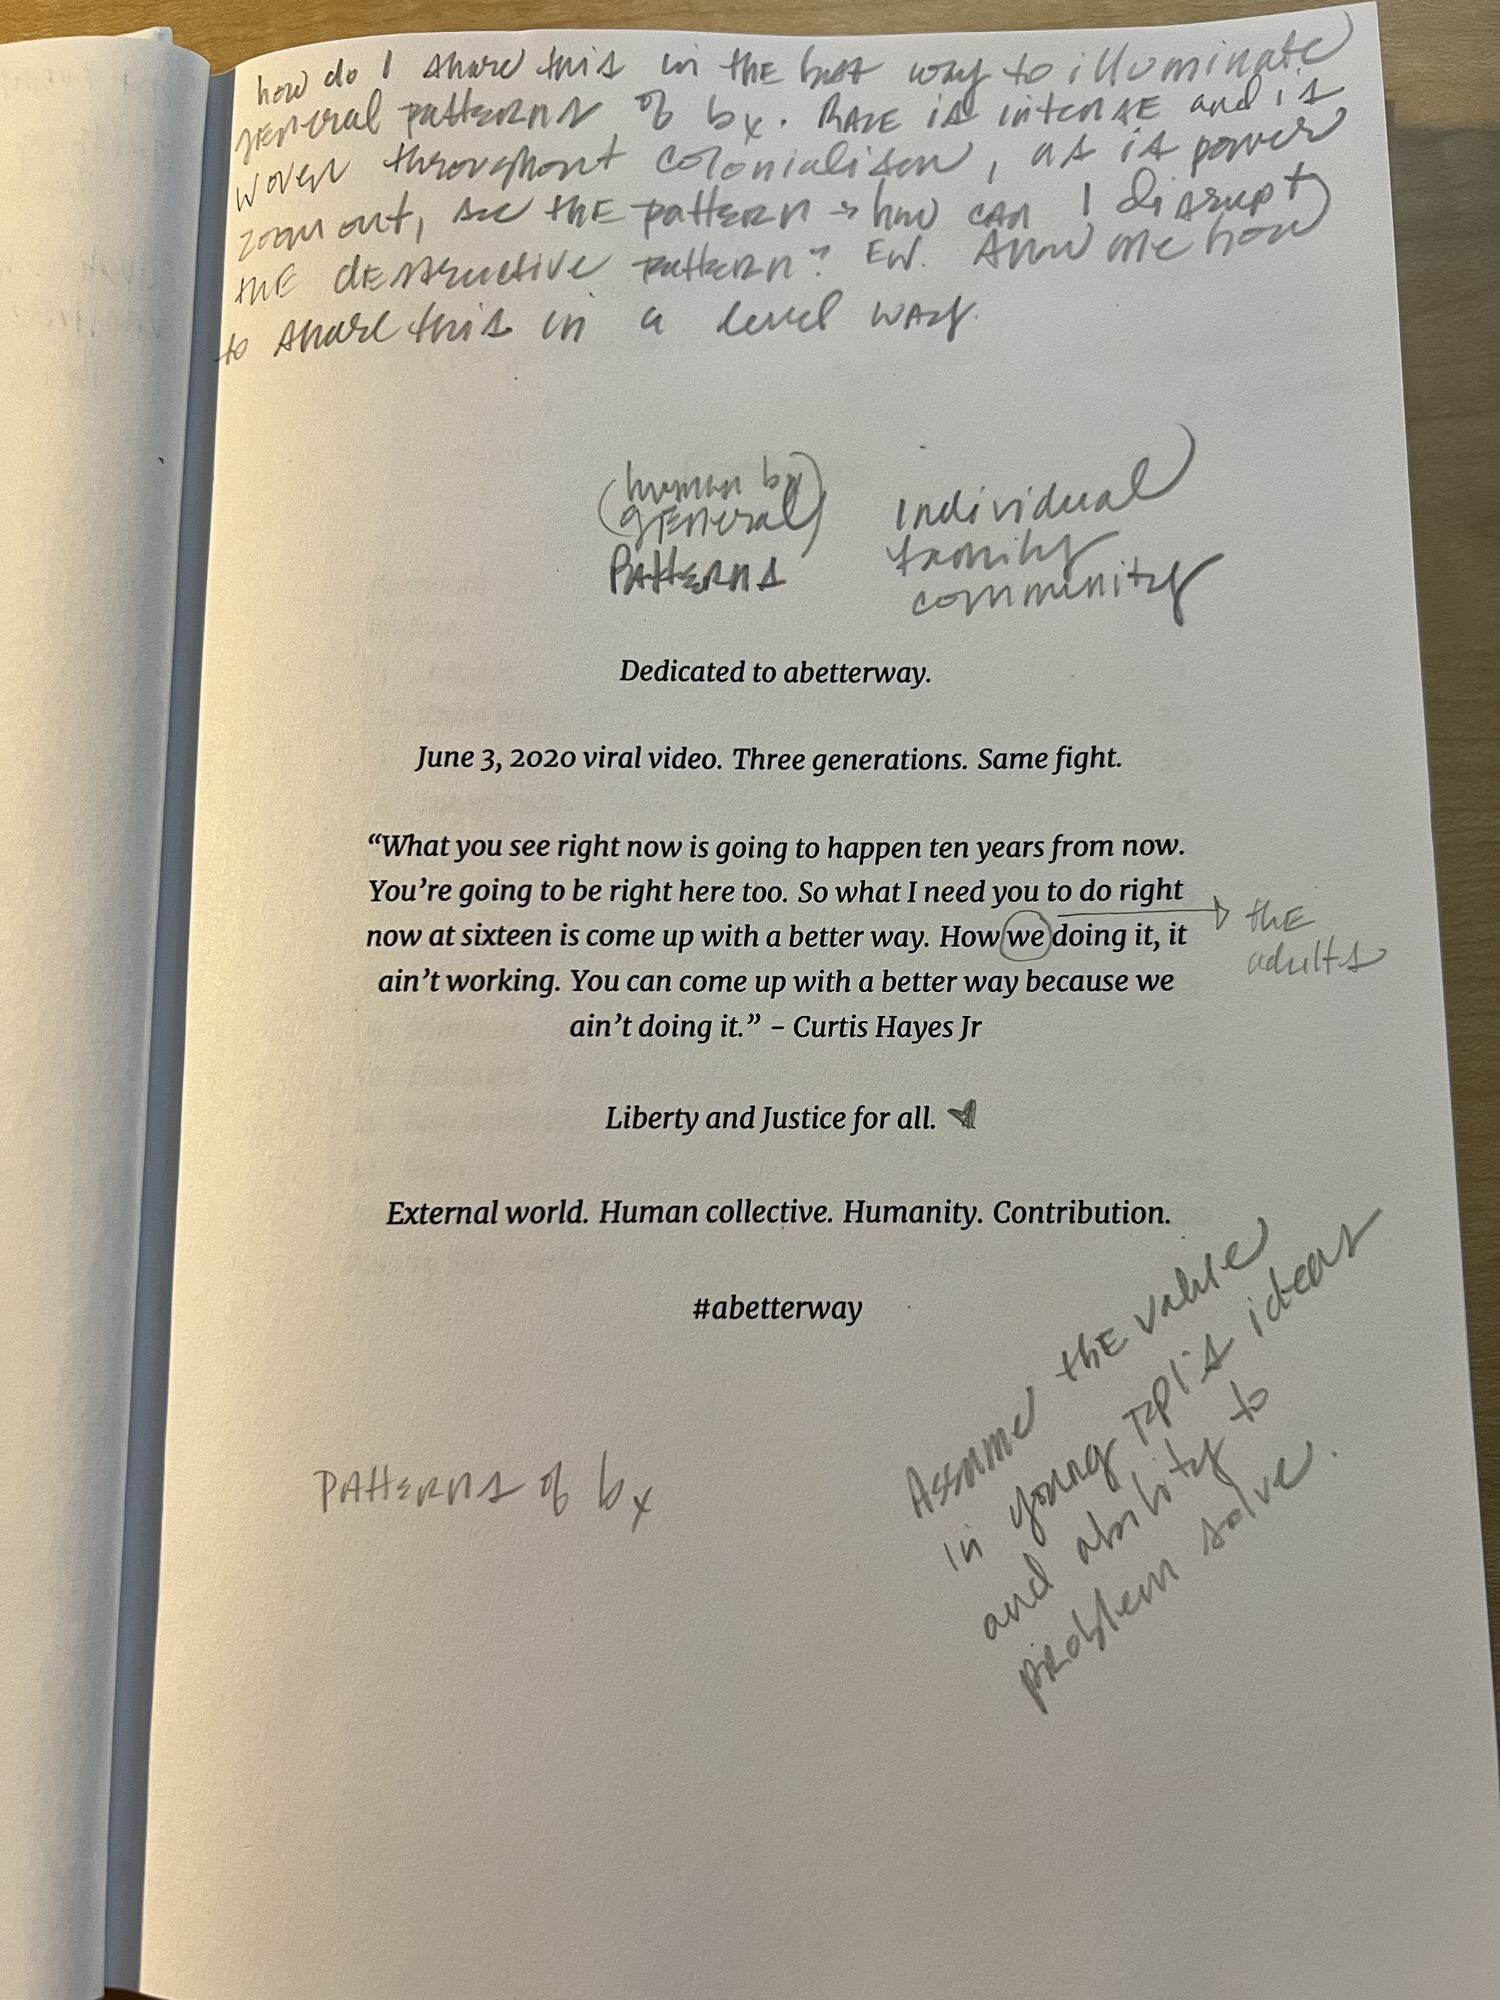 how do I share this in the best way to illuminate
general patterns of bx. Race is intense and is
woven throughout colonialism, as is power
zoom out, see the pattern → how can I disrupt
the destructive pattern? Ew. Show me how
to share this in a level way.
(human bx)
(general)
Patterns
individual
family
community
Dedicated to abetterway.
June 3, 2020 viral video. Three generations. Same fight.
“What you see right now is going to happen ten years from now.
You’re going to be right here too. So what I need you to do right
now at sixteen is come up with a better way. How we doing it, it
ain’t working. You can come up with a better way because we
ain’t doing it.” – Curtis Hayes Jr
the
adults
Liberty and Justice for all.
External world. Human collective. Humanity. Contribution.
#abetterway
Assume the value
in young ppl's ideas
and ability to
problem solve.
Patterns of bx